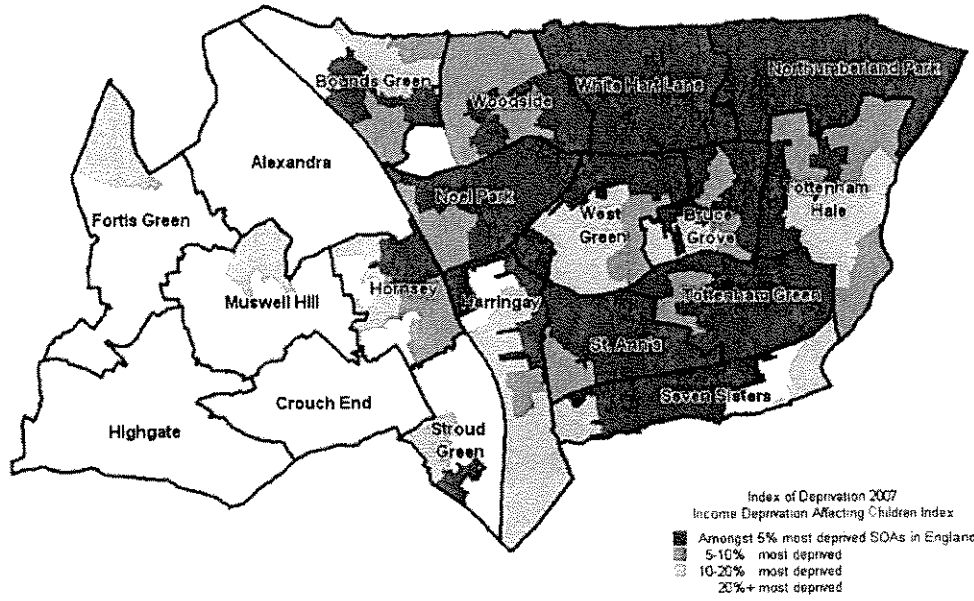 Northumberland Park
White Hart Lane
Bounds Green
Woodside
Alexandra
Noel Park
Tottenham
Hale
West
Green
Bruce
Grove
Fortis Green
Hornsey
Muswell Hill
Harringay
Tottenham Green
St. Ann's
Seven Sisters
Crouch End
Highgate
Stroud
Green
Index of Deprivation 2007
Income Deprivation Affecting Children Index
Amongst 5% most deprived SOAs in England
5-10% most deprived
10-20% most deprived
20%+ most deprived